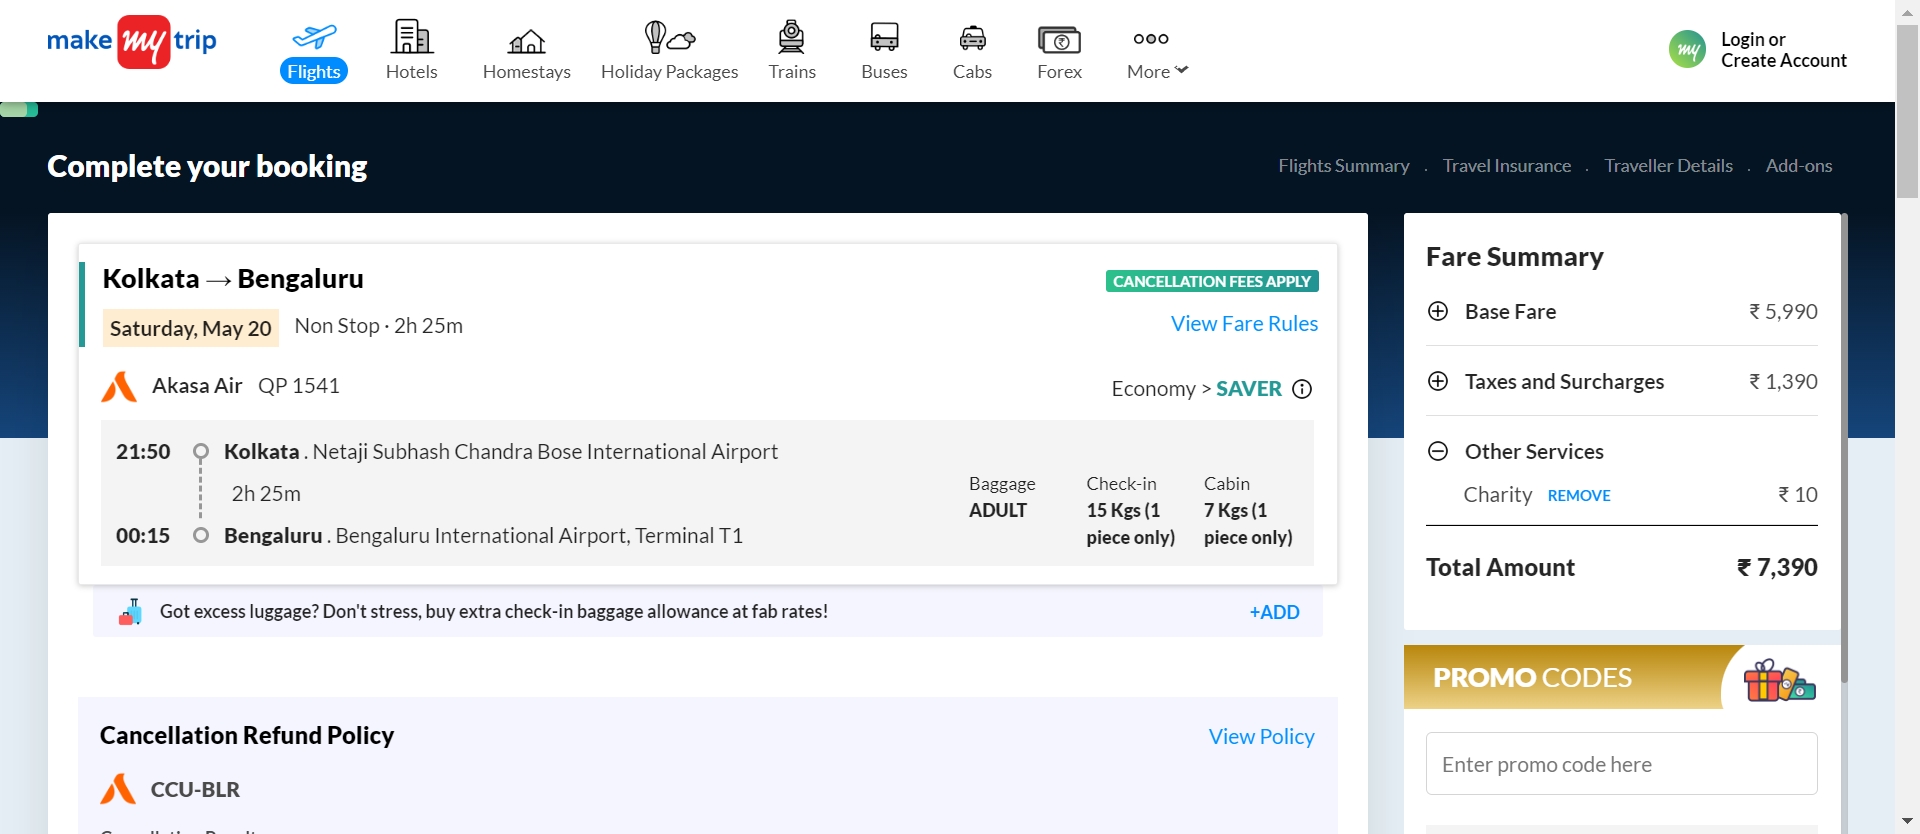 make my trip
Flights
Hotels
Homestays
Holiday Packages
Trains
Buses
Cabs
Forex
More
my
Login or
Create Account
Complete your booking
Flights Summary . Travel Insurance . Traveller Details . Add-ons
Kolkata → Bengaluru
CANCELLATION FEES APPLY
Saturday, May 20
Non Stop · 2h 25m
View Fare Rules
Akasa Air QP 1541
Economy > SAVER
21:50
Kolkata . Netaji Subhash Chandra Bose International Airport
2h 25m
00:15
Bengaluru . Bengaluru International Airport, Terminal T1
Baggage
ADULT
Check-in
15 Kgs (1
piece only)
Cabin
7 Kgs (1
piece only)
Got excess luggage? Don't stress, buy extra check-in baggage allowance at fab rates!
+ADD
Cancellation Refund Policy
View Policy
CCU-BLR
Fare Summary
Base Fare ₹ 5,990
Taxes and Surcharges ₹ 1,390
Other Services
Charity REMOVE ₹ 10
Total Amount ₹ 7,390
PROMO CODES
Enter promo code here